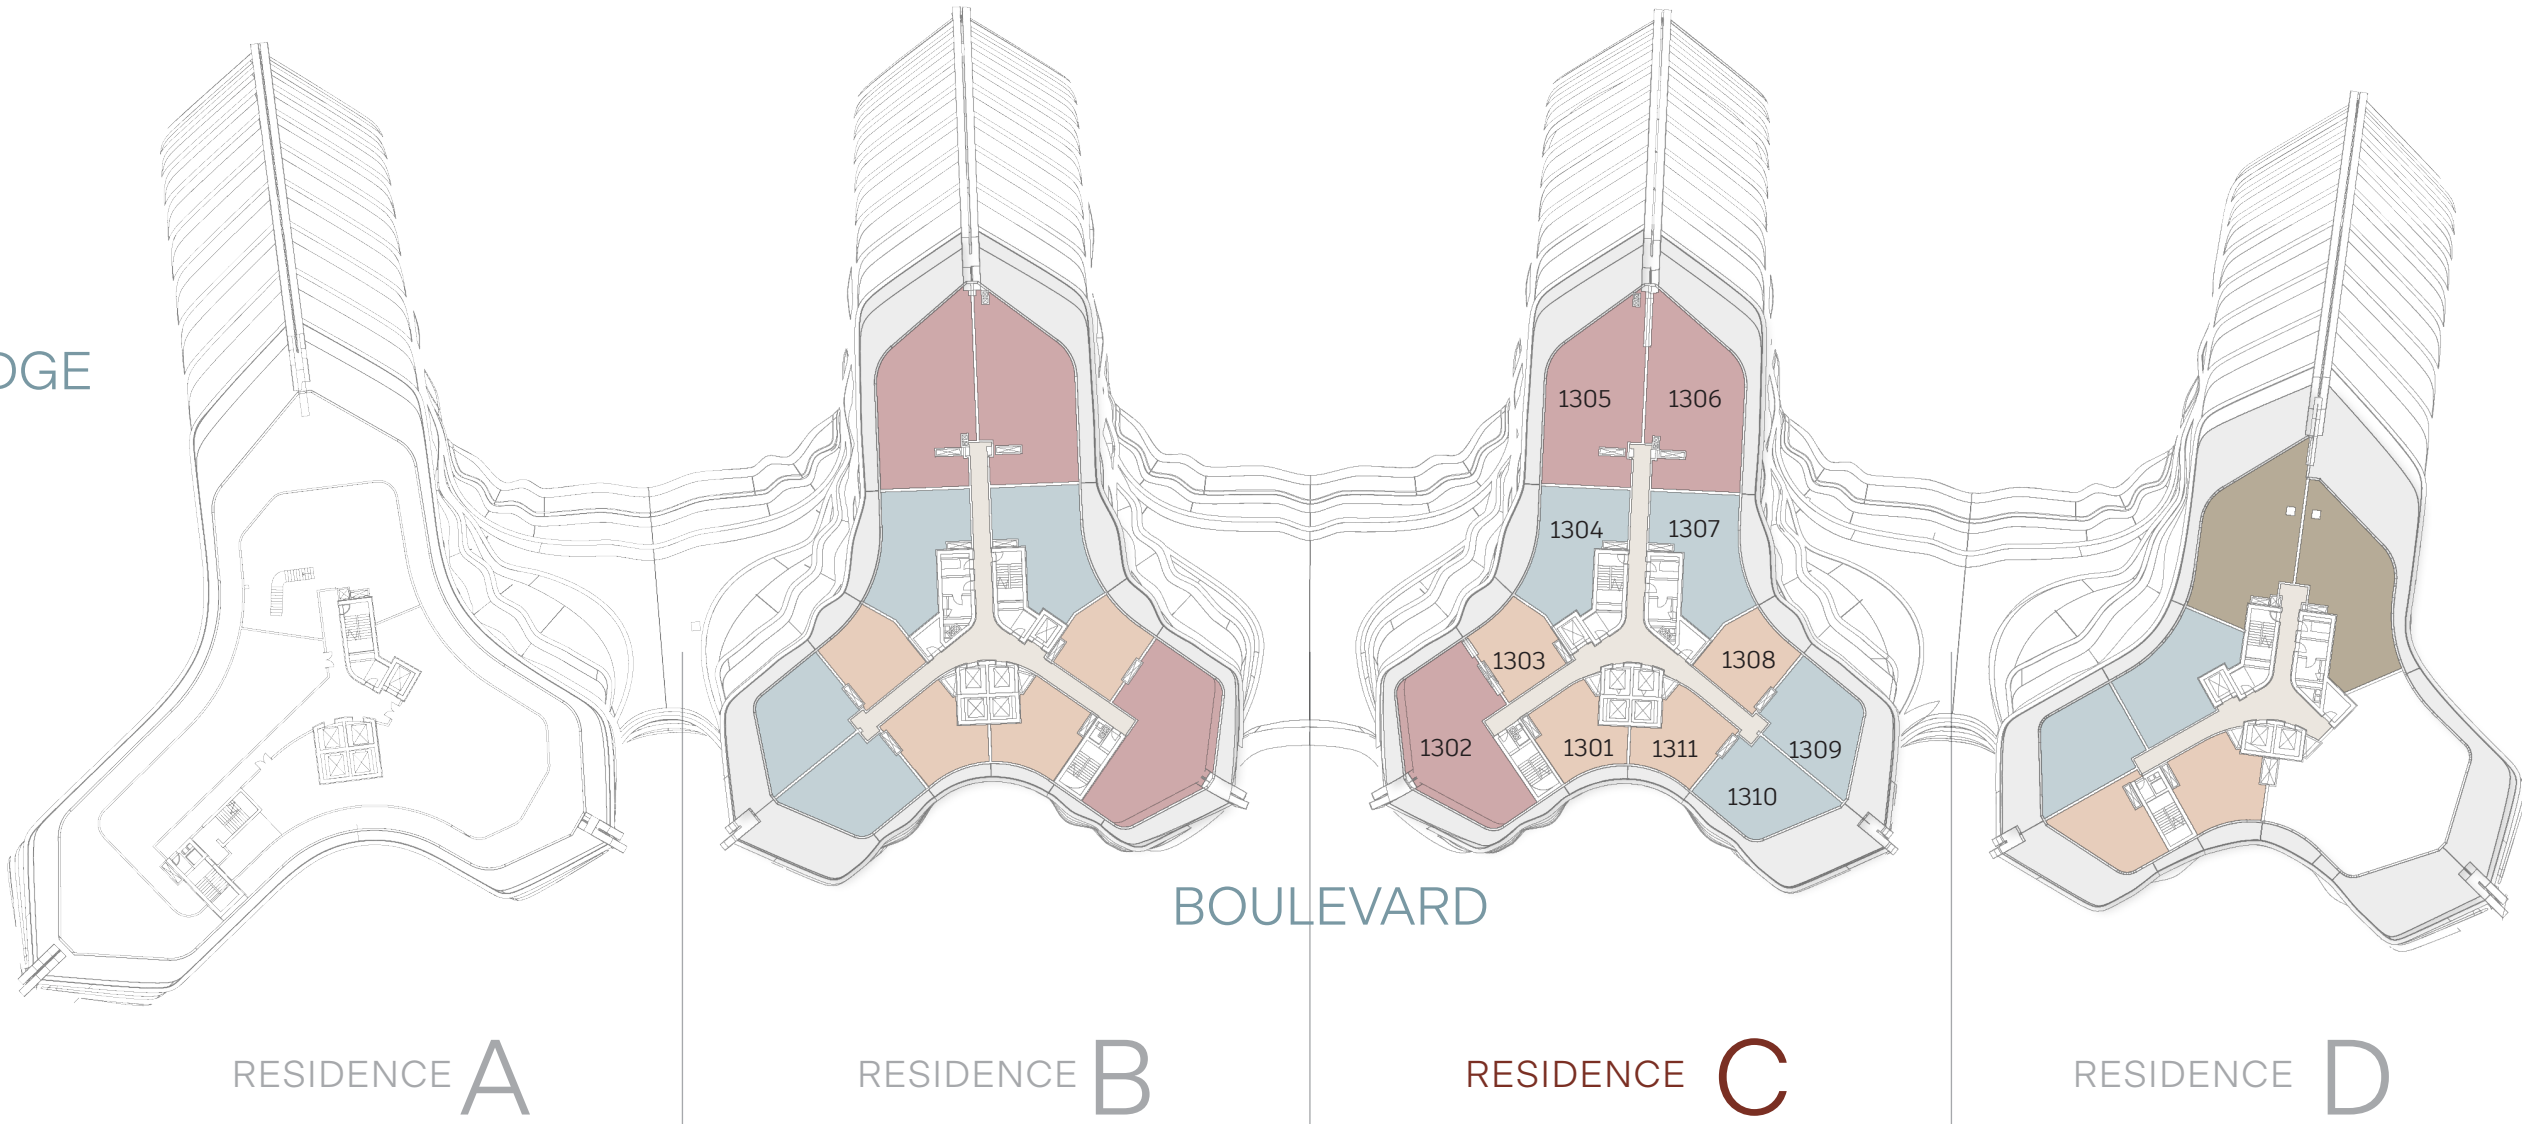 DGE
1305 1306
1304 1307
1303 1308
1302 1301 1311 1309
1310
BOULEVARD
RESIDENCE A
RESIDENCE B
RESIDENCE C
RESIDENCE D